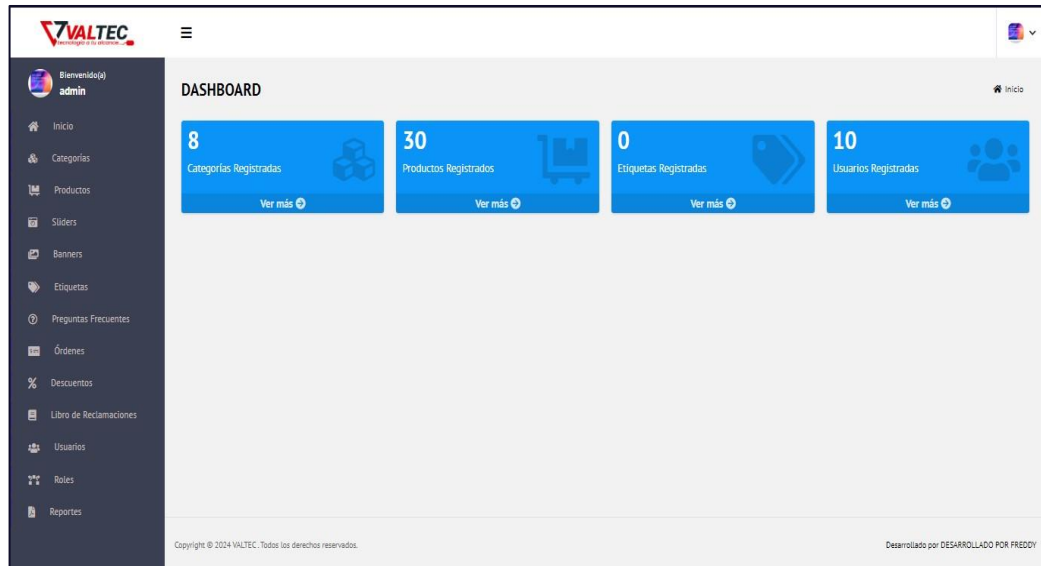 VALTEC
tecnología a tu alcance
Bienvenido(a)
admin
Inicio
Categorías
Productos
Sliders
Banners
Etiquetas
Preguntas Frecuentes
Órdenes
Descuentos
Libro de Reclamaciones
Usuarios
Roles
Reportes
DASHBOARD
Inicio
8
Categorías Registradas
Ver más
30
Productos Registrados
Ver más
0
Etiquetas Registradas
Ver más
10
Usuarios Registrados
Ver más
Copyright © 2024 VALTEC . Todos los derechos reservados.
Desarrollado por DESARROLLADO POR FREDDY